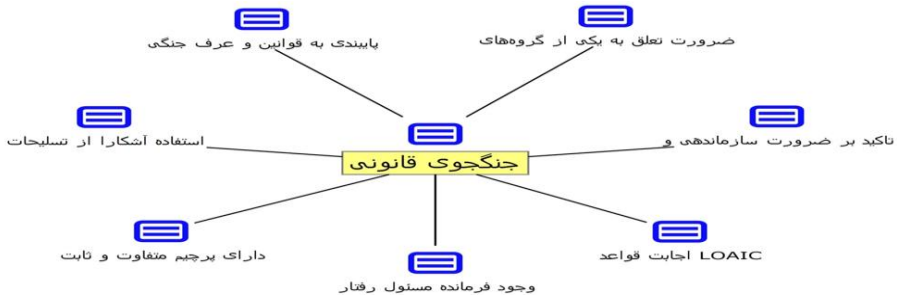 ضرورت تعلق به یکی از گروه‌های
پایبندی به قوانین و عرف جنگی
تاکید بر ضرورت سازماندهی و
استفاده آشکارا از تسلیحات
جنگجوی قانونی
LOAIC اجابت قواعد
دارای پرچیم متفاوت و ثابت
وجود فرمانده مسئول رفتار